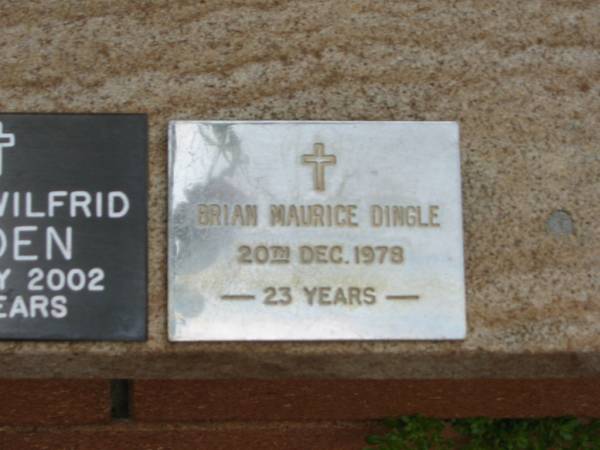 WILFRID
DEN
Y 2002
EARS
BRIAN MAURICE DINGLE
20TH DEC. 1978
— 23 YEARS —